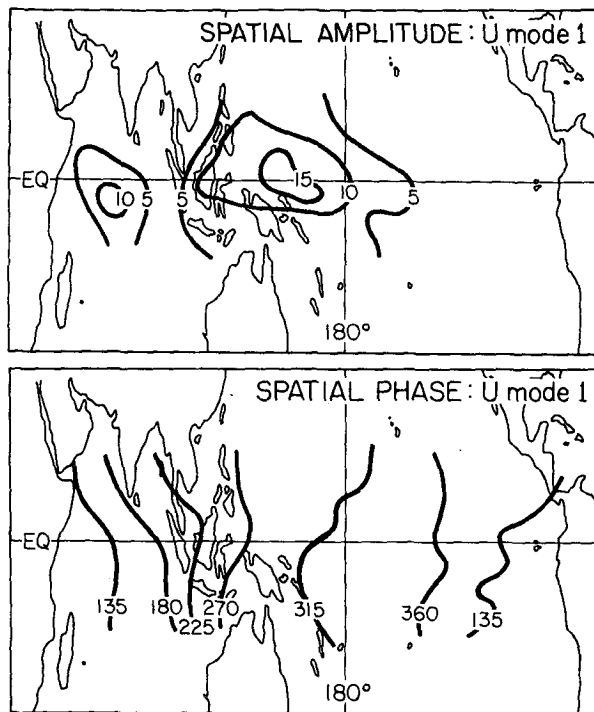 SPATIAL AMPLITUDE: U mode 1
EQ
10 5 5 15 10 5
180°
SPATIAL PHASE: U mode 1
EQ
135 180 270 315 360 135
225
180°